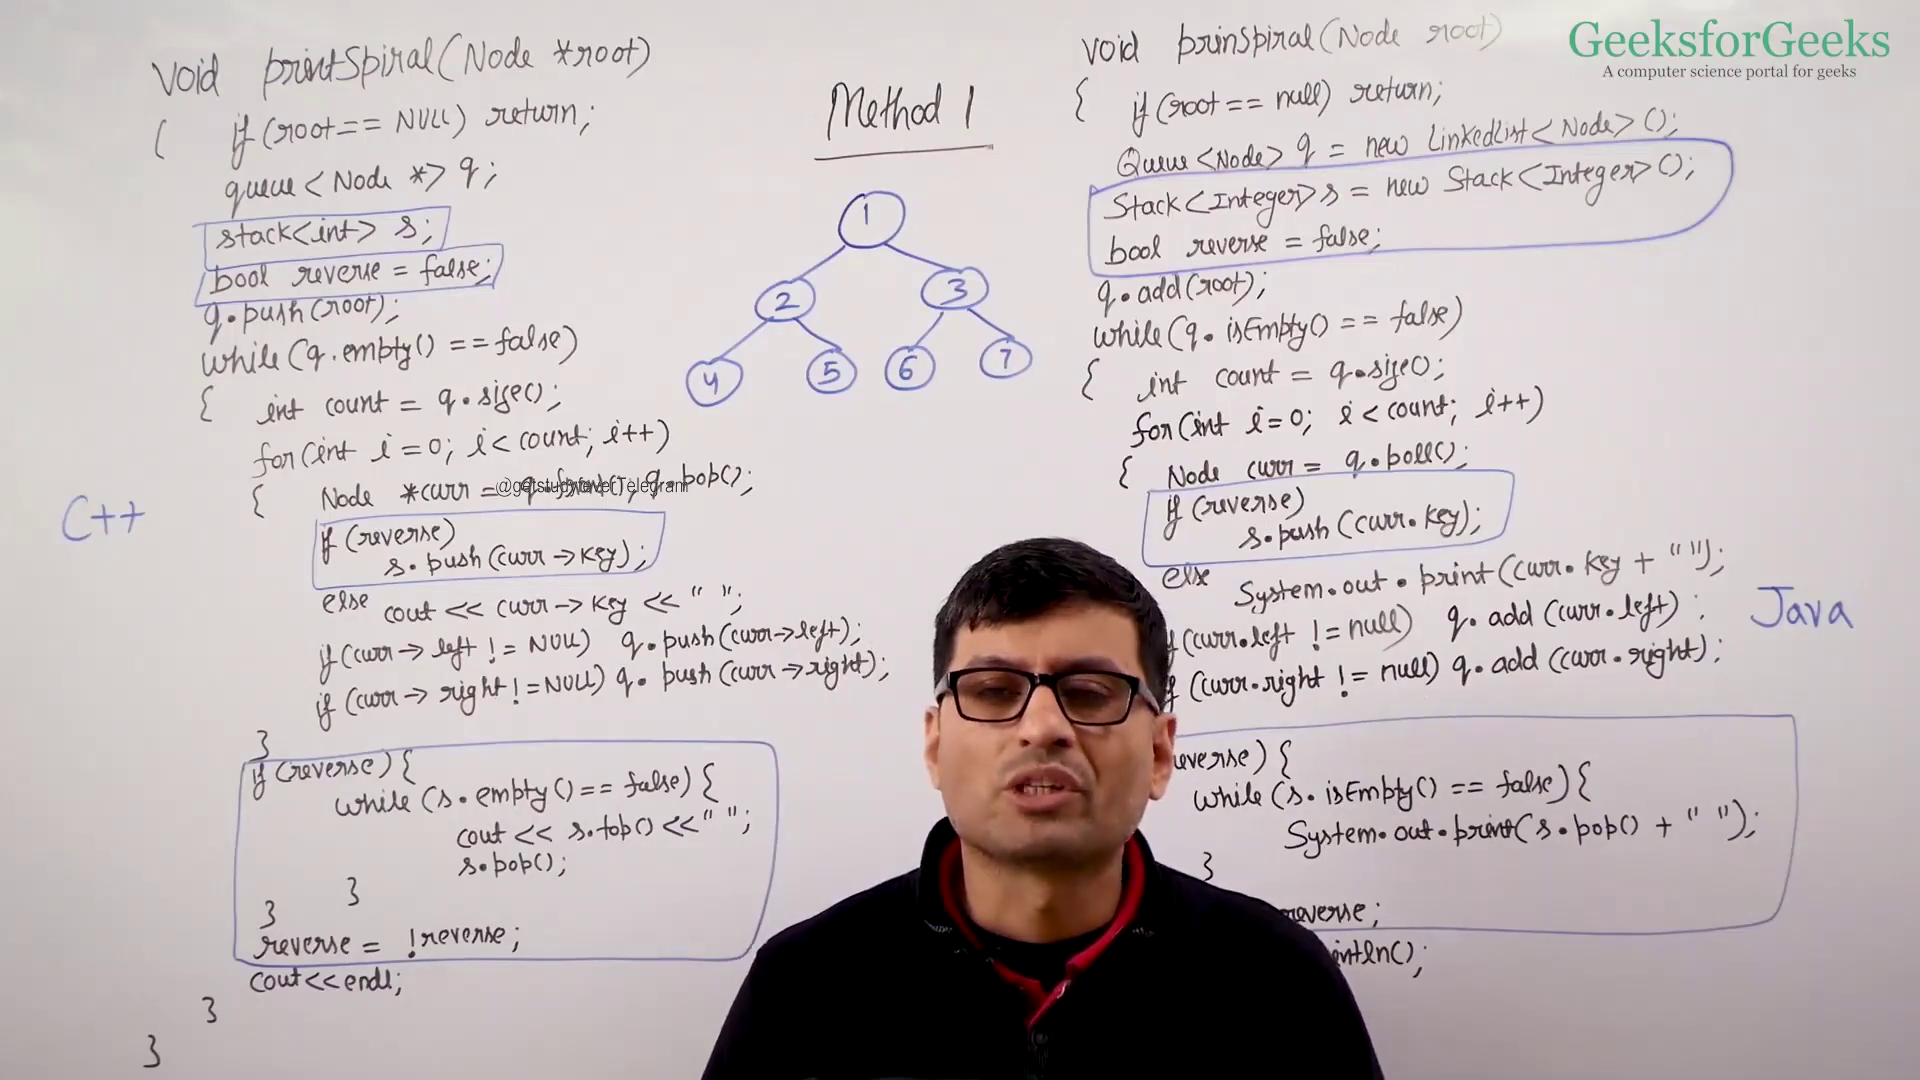 GeeksforGeeks
A computer science portal for geeks
void printSpiral(Node *root)
{ if(root == NULL) return;
queue<Node *> q;
stack<int> s;
bool reverse = false;
q.push(root);
while(q.empty() == false)
{ int count = q.size();
for(int i=0; i<count; i++)
{ Node *curr = q.front(); q.pop();
@getstudyfever Telegram
if(reverse)
s.push(curr->key);
else cout << curr->key << " ";
if(curr->left != NULL) q.push(curr->left);
if(curr->right != NULL) q.push(curr->right);
}
if(reverse){
while(s.empty() == false){
cout << s.top() << " ";
s.pop();
}
}
reverse = !reverse;
cout<<endl;
}
}
C++
Method 1
1
2 3
4 5 6 7
void prinSpiral(Node root)
{ if(root == null) return;
Queue<Node> q = new LinkedList<Node>();
Stack<Integer> s = new Stack<Integer>();
bool reverse = false;
q.add(root);
while(q.isEmpty() == false)
{ int count = q.size();
for(int i=0; i<count; i++)
{ Node curr = q.poll();
if(reverse)
s.push(curr.key);
else System.out.print(curr.key + " ");
if(curr.left != null) q.add(curr.left);
if(curr.right != null) q.add(curr.right);
everse){
while(s.isEmpty() == false){
System.out.print(s.pop() + " ");
}
reverse;
intln();
Java